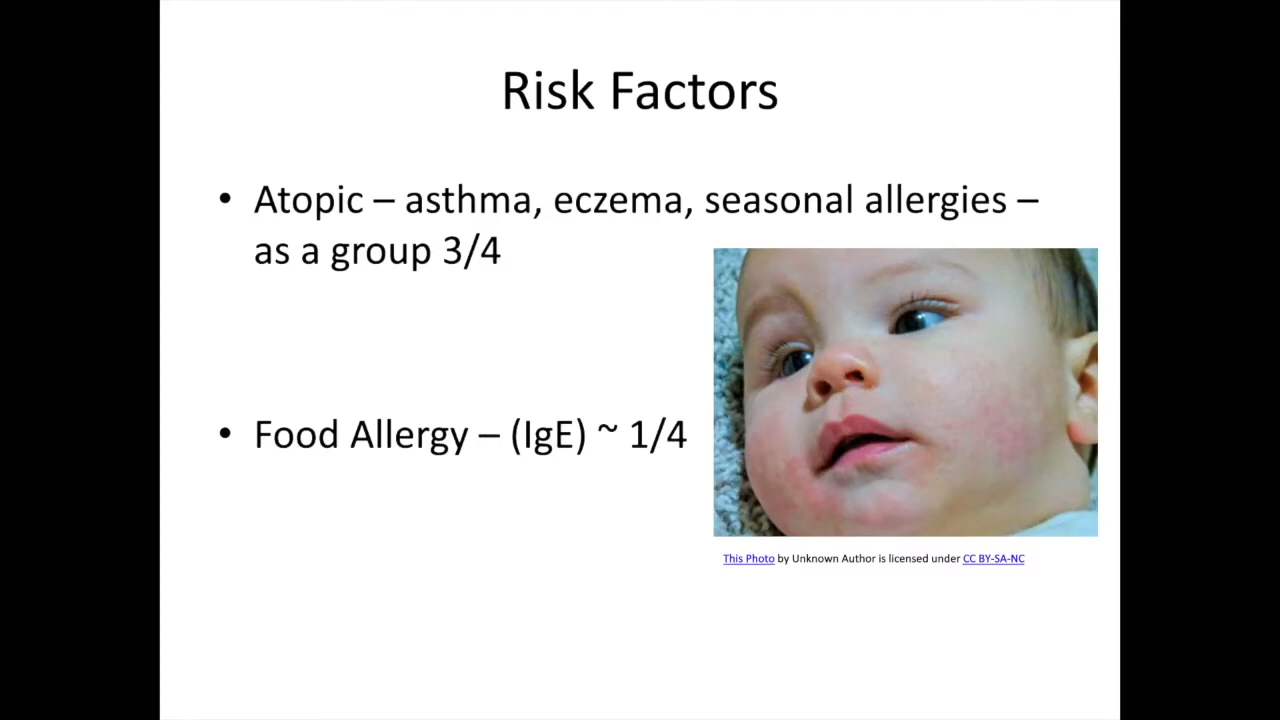 Risk Factors
• Atopic – asthma, eczema, seasonal allergies –
as a group 3/4
• Food Allergy – (IgE) ~ 1/4
This Photo by Unknown Author is licensed under CC BY-SA-NC